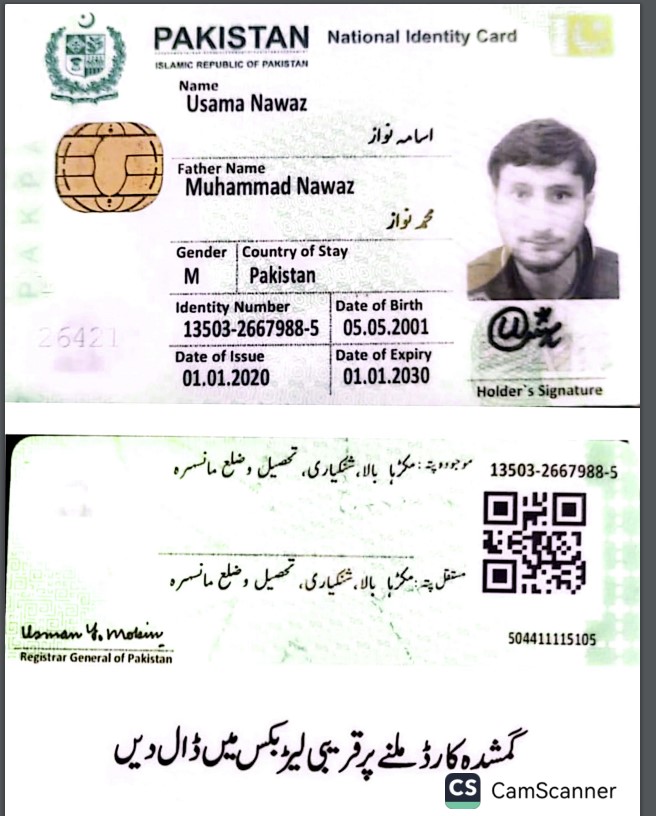 PAKISTAN National Identity Card
ISLAMIC REPUBLIC OF PAKISTAN
Name
Usama Nawaz
اسامہ نواز
Father Name
Muhammad Nawaz
محمد نواز
Gender Country of Stay
M Pakistan
Identity Number Date of Birth
13503-2667988-5 05.05.2001
Date of Issue Date of Expiry
01.01.2020 01.01.2030
26421
Holder`s Signature
موجودہ پتہ: مکڑیا بالا، شنکیاری، تحصیل و ضلع مانسہرہ
13503-2667988-5
مستقل پتہ: مکڑیا بالا، شنکیاری، تحصیل و ضلع مانسہرہ
504411115105
Usman Y. Mobin
Registrar General of Pakistan
گمشدہ کارڈ ملنے پر قریبی لیٹر بکس میں ڈال دیں
CS CamScanner